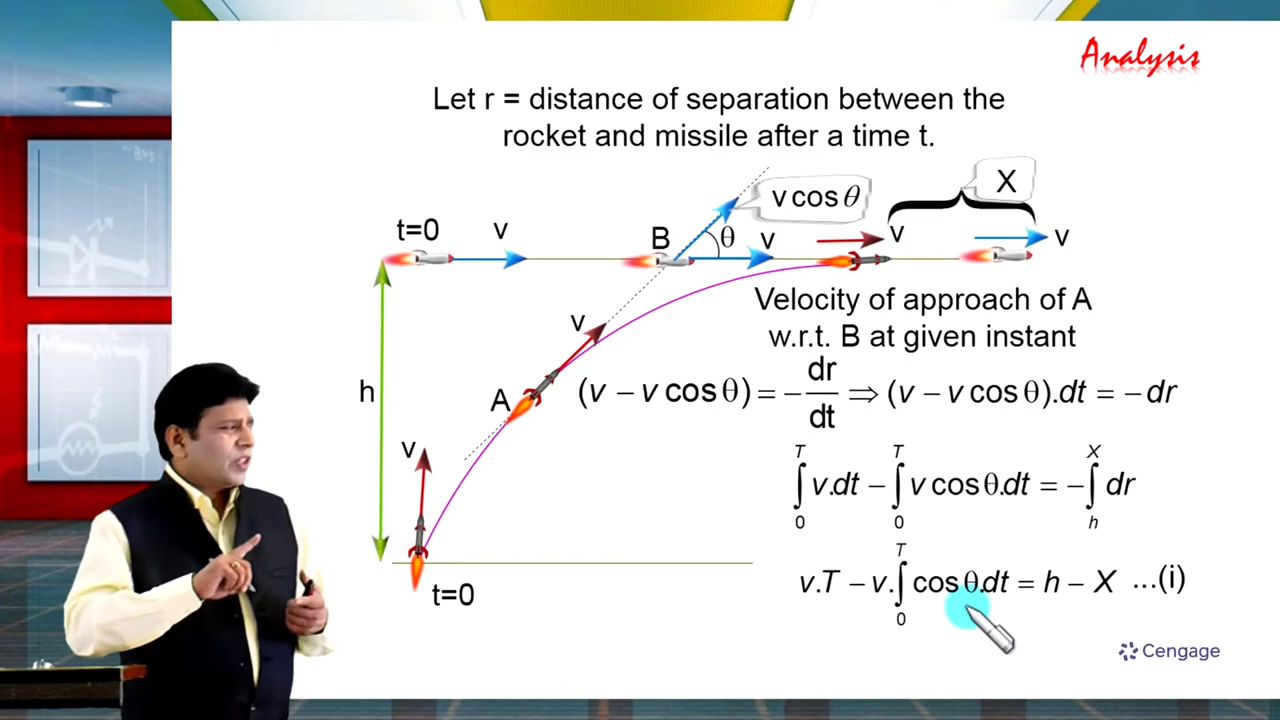 Analysis
Let r = distance of separation between the
rocket and missile after a time t.
X
v cos θ
t=0
v
B
θ
v
v
v
Velocity of approach of A
w.r.t. B at given instant
v
h
A
(v – v cos θ) = – dr/dt ⇒ (v – v cos θ).dt = – dr
v
∫₀ᵀ v.dt – ∫₀ᵀ v cos θ.dt = – ∫ₕˣ dr
v.T – v.∫₀ᵀ cos θ.dt = h – X ...(i)
t=0
Cengage